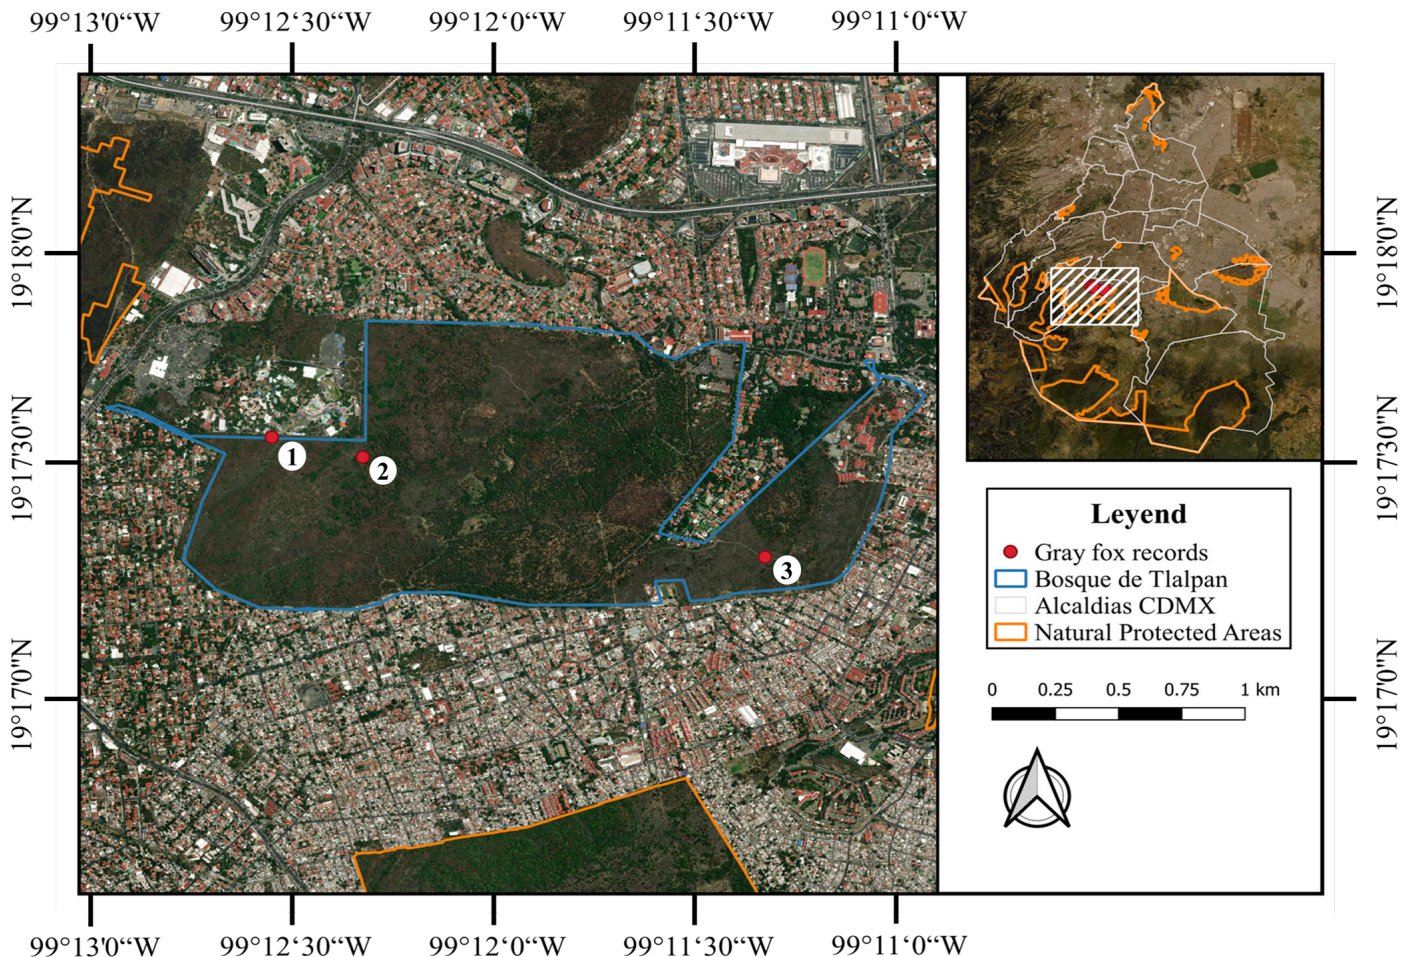 99°13'0“W 99°12'30“W 99°12'0“W 99°11'30“W 99°11‘0“W
19°18'0"N 19°18'0"N
19°17'30"N 19°17'30"N
19°17'0"N 19°17'0"N
1
2
3
Leyend
Gray fox records
Bosque de Tlalpan
Alcaldias CDMX
Natural Protected Areas
0 0.25 0.5 0.75 1 km
99°13'0“W 99°12'30“W 99°12'0“W 99°11'30“W 99°11‘0“W